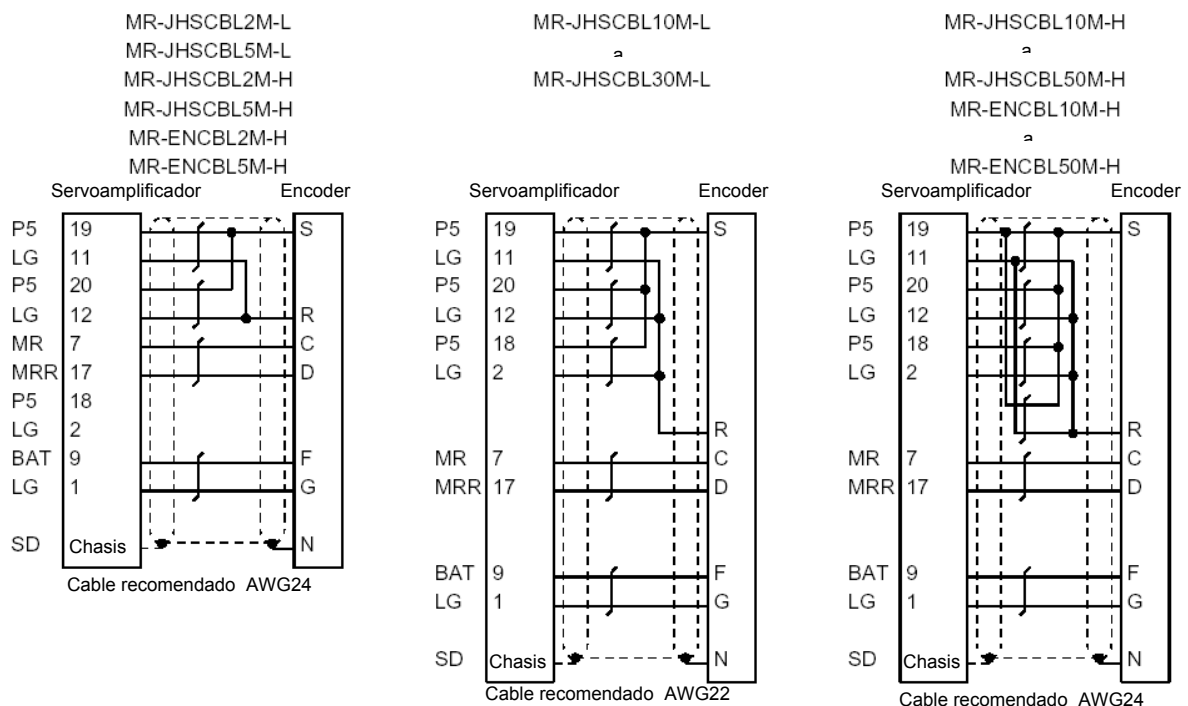 MR-JHSCBL2M-L
MR-JHSCBL5M-L
MR-JHSCBL2M-H
MR-JHSCBL5M-H
MR-ENCBL2M-H
MR-ENCBL5M-H
Servoamplificador Encoder
P5 19 S
LG 11
P5 20
LG 12 R
MR 7 C
MRR 17 D
P5 18
LG 2
BAT 9 F
LG 1 G
SD Chasis N
Cable recomendado AWG24
MR-JHSCBL10M-L
a
MR-JHSCBL30M-L
Servoamplificador Encoder
P5 19 S
LG 11
P5 20
LG 12
P5 18
LG 2
R
MR 7 C
MRR 17 D
BAT 9 F
LG 1 G
SD Chasis N
Cable recomendado AWG22
MR-JHSCBL10M-H
a
MR-JHSCBL50M-H
MR-ENCBL10M-H
a
MR-ENCBL50M-H
Servoamplificador Encoder
P5 19 S
LG 11
P5 20
LG 12
P5 18
LG 2
R
MR 7 C
MRR 17 D
BAT 9 F
LG 1 G
SD Chasis N
Cable recomendado AWG24